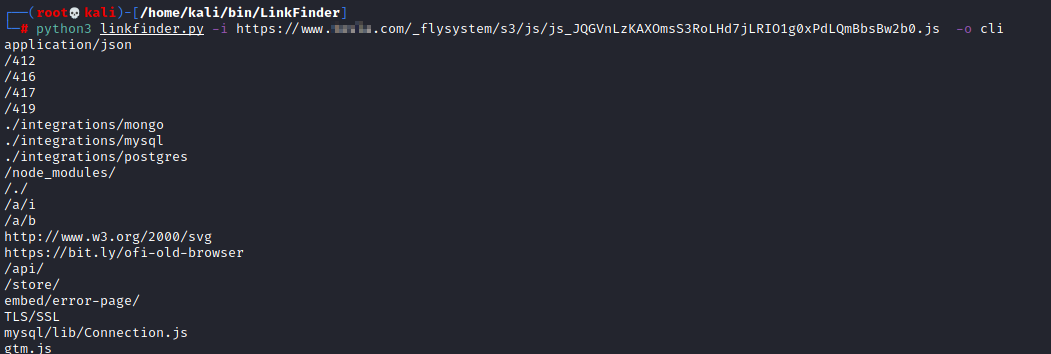 (root💀kali)-[/home/kali/bin/LinkFinder]
# python3 linkfinder.py -i https://www. .com/_flysystem/s3/js/js_JQGVnLzKAXOmsS3RoLHd7jLRIO1g0xPdLQmBbsBw2b0.js -o cli
application/json
/412
/416
/417
/419
./integrations/mongo
./integrations/mysql
./integrations/postgres
/node_modules/
/./
/a/i
/a/b
http://www.w3.org/2000/svg
https://bit.ly/ofi-old-browser
/api/
/store/
embed/error-page/
TLS/SSL
mysql/lib/Connection.js
gtm.js